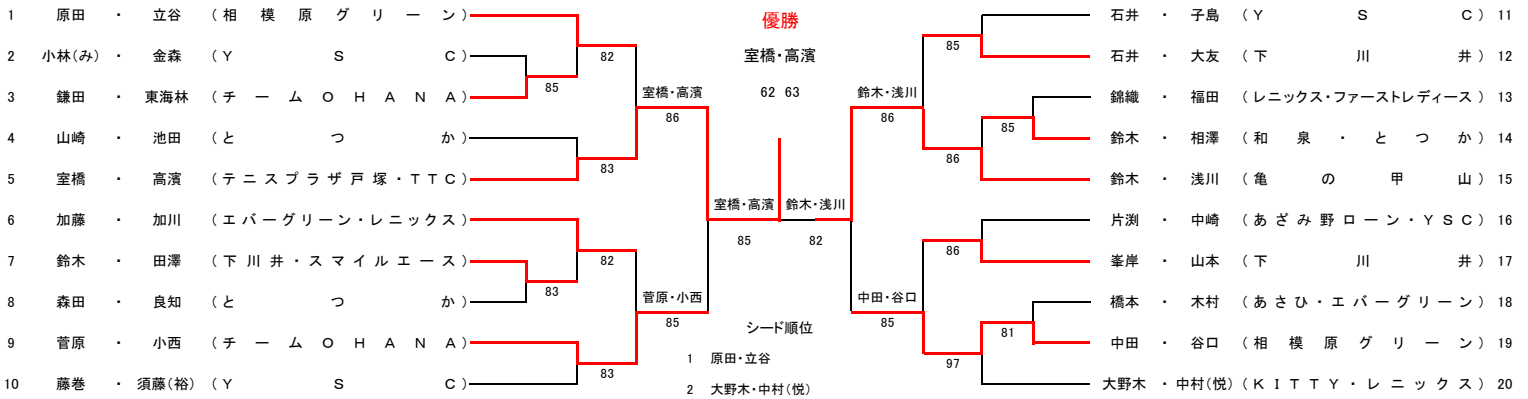 優勝
室橋・高濱
62 63
1 原田 ・ 立谷 (相模原グリーン)
2 小林(み) ・ 金森 (YSC)
3 鎌田 ・ 東海林 (チームOHANA)
4 山崎 ・ 池田 (とつか)
5 室橋 ・ 高濱 (テニスプラザ戸塚・TTC)
6 加藤 ・ 加川 (エバーグリーン・レニックス)
7 鈴木 ・ 田澤 (下川井・スマイルエース)
8 森田 ・ 良知 (とつか)
9 菅原 ・ 小西 (チームOHANA)
10 藤巻 ・ 須藤(裕) (YSC)
82
85
83
82
83
83
室橋・高濱
86
菅原・小西
85
室橋・高濱
85
鈴木・浅川
82
鈴木・浅川
86
中田・谷口
85
85
85
86
86
81
97
石井 ・ 子島 (YSC) 11
石井 ・ 大友 (下川井) 12
錦織 ・ 福田 (レニックス・ファーストレディース) 13
鈴木 ・ 相澤 (和泉・とつか) 14
鈴木 ・ 浅川 (亀の甲山) 15
片渕 ・ 中崎 (あざみ野ローン・YSC) 16
峯岸 ・ 山本 (下川井) 17
橋本 ・ 木村 (あさひ・エバーグリーン) 18
中田 ・ 谷口 (相模原グリーン) 19
大野木 ・ 中村(悦) (KITTY・レニックス) 20
シード順位
1 原田・立谷
2 大野木・中村(悦)